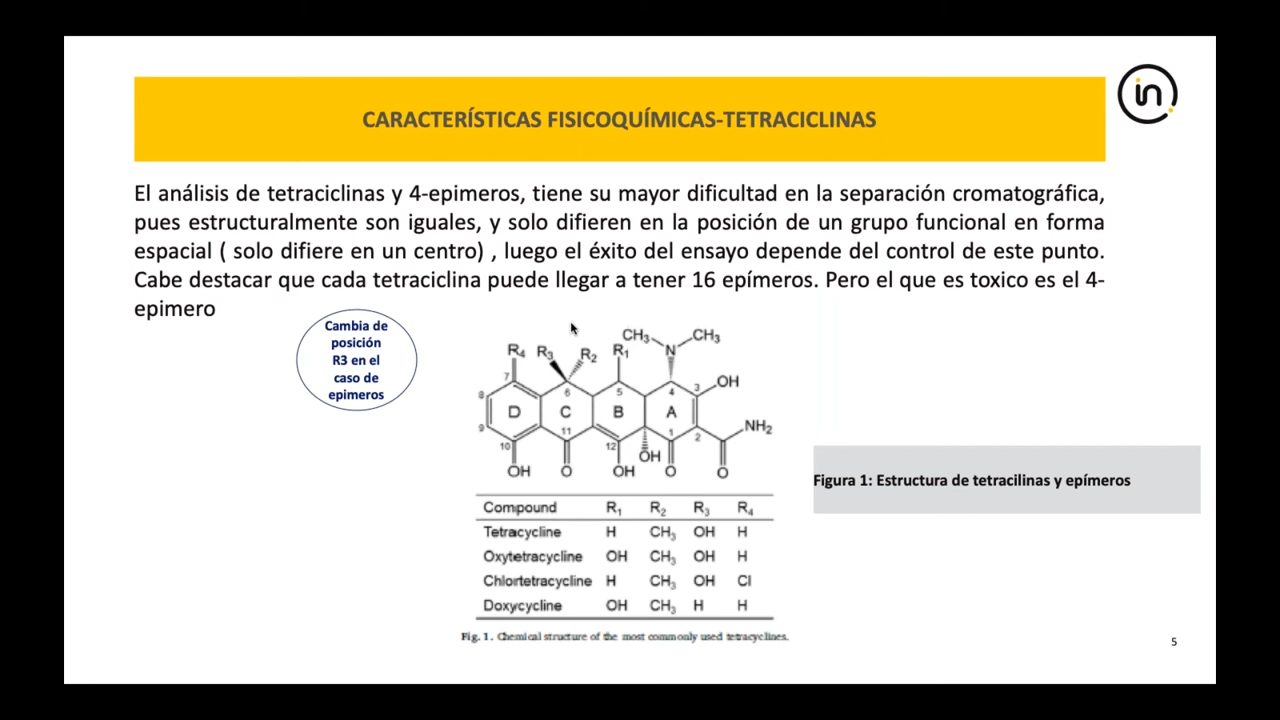 in
CARACTERÍSTICAS FISICOQUÍMICAS-TETRACICLINAS
El análisis de tetraciclinas y 4-epimeros, tiene su mayor dificultad en la separación cromatográfica,
pues estructuralmente son iguales, y solo difieren en la posición de un grupo funcional en forma
espacial ( solo difiere en un centro) , luego el éxito del ensayo depende del control de este punto.
Cabe destacar que cada tetraciclina puede llegar a tener 16 epímeros. Pero el que es toxico es el 4-
epimero
Cambia de
posición
R3 en el
caso de
epimeros
CH₃ CH₃
R₄ R₃ R₂ R₁ N
7 6 5 4 3 OH
8 D C B A
9 11 1 2 NH₂
10 12 OH
OH O OH O O
Figura 1: Estructura de tetracilinas y epímeros
Compound R₁ R₂ R₃ R₄
Tetracycline H CH₃ OH H
Oxytetracycline OH CH₃ OH H
Chlortetracycline H CH₃ OH Cl
Doxycycline OH CH₃ H H
Fig. 1. Chemical structure of the most commonly used tetracyclines.
5